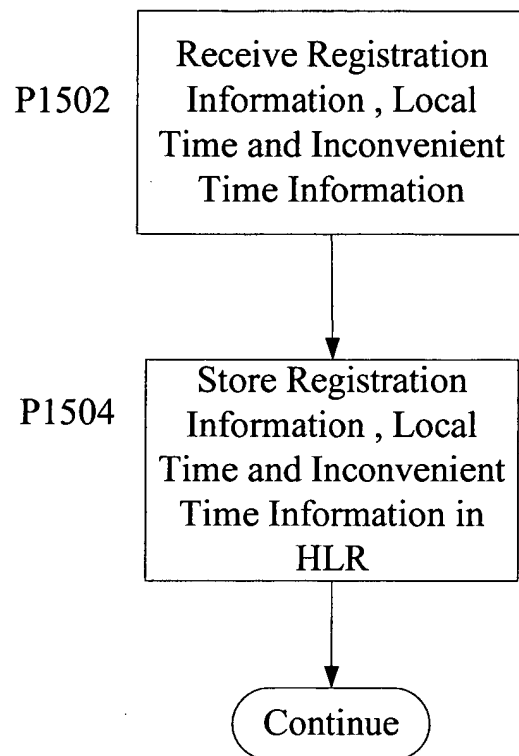 P1502
Receive Registration
Information , Local
Time and Inconvenient
Time Information
P1504
Store Registration
Information , Local
Time and Inconvenient
Time Information in
HLR
Continue